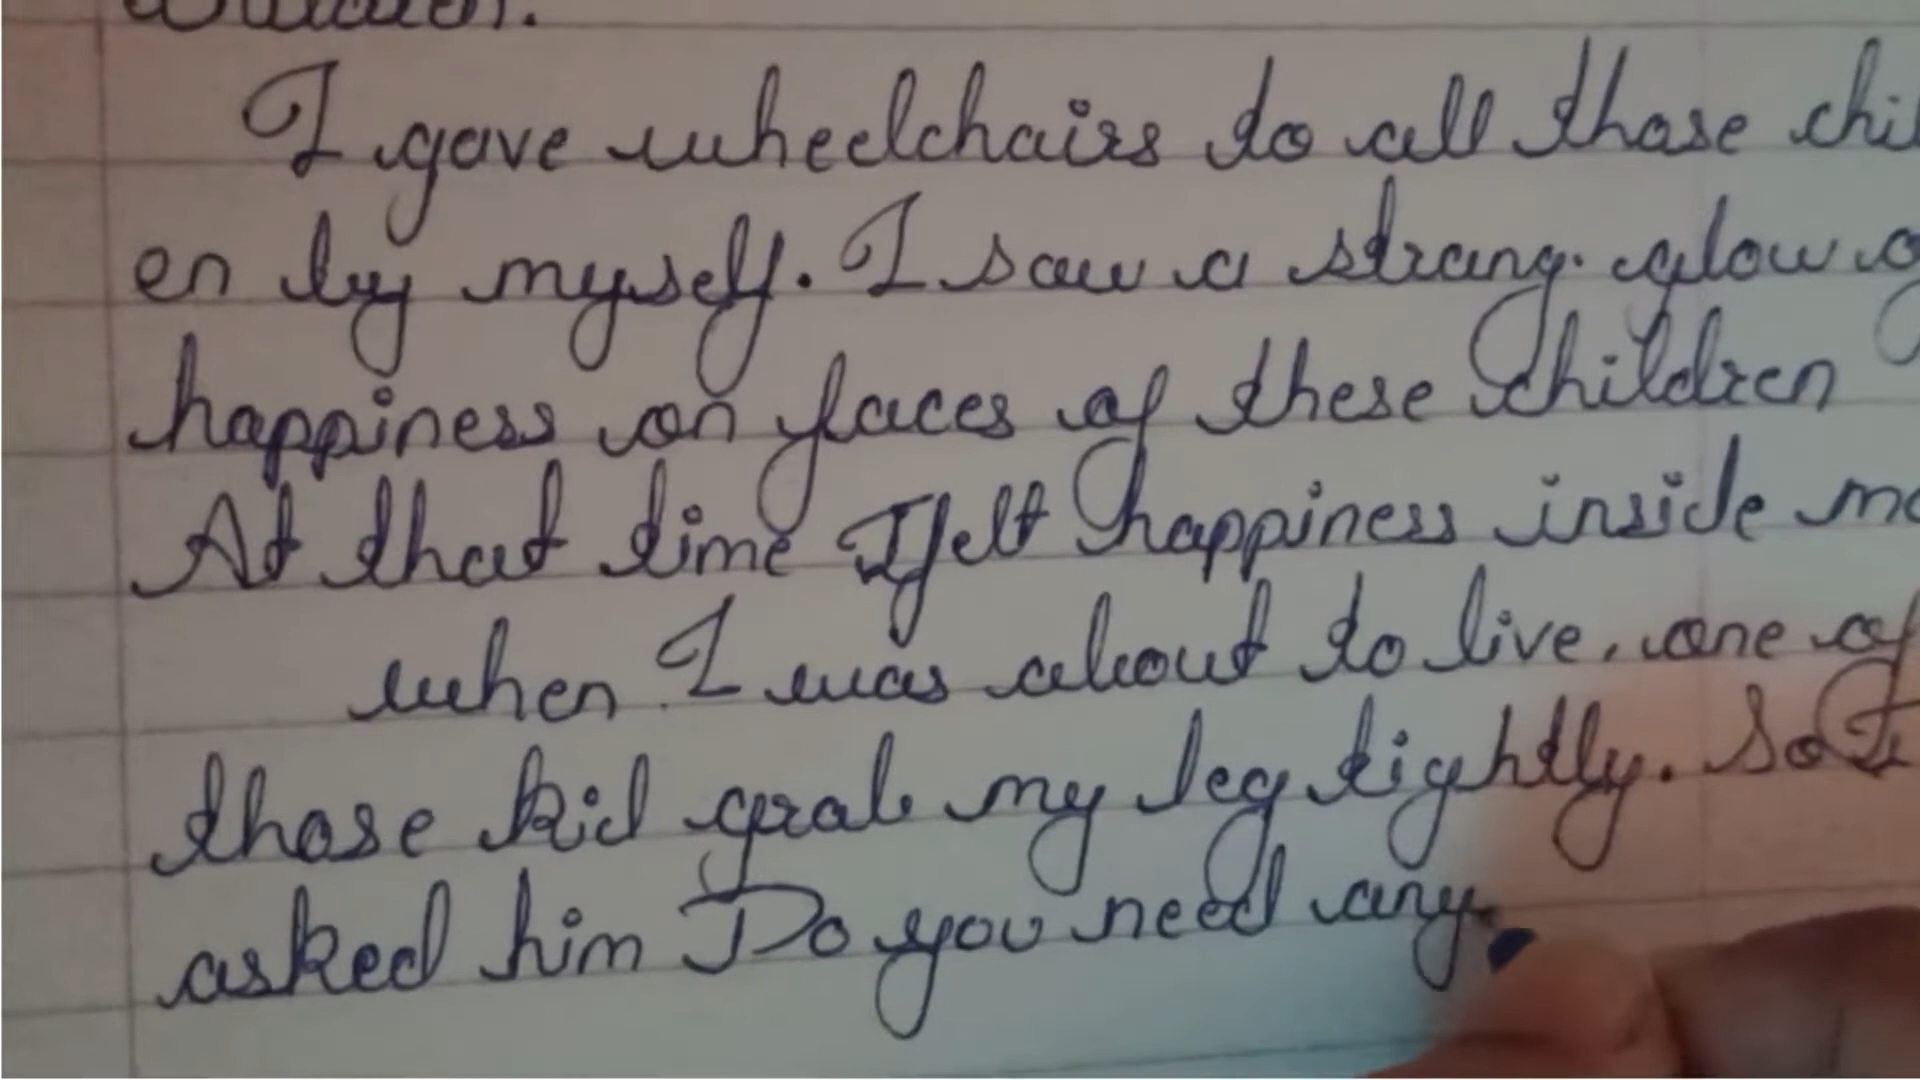 I gave wheelchairs to all those chil
en by myself. I saw a strang. glow o
happiness on faces of these children
At that time I felt happiness inside me
when I was about to live, one of
those kid grab my leg tightly. So I
asked him Do you need any